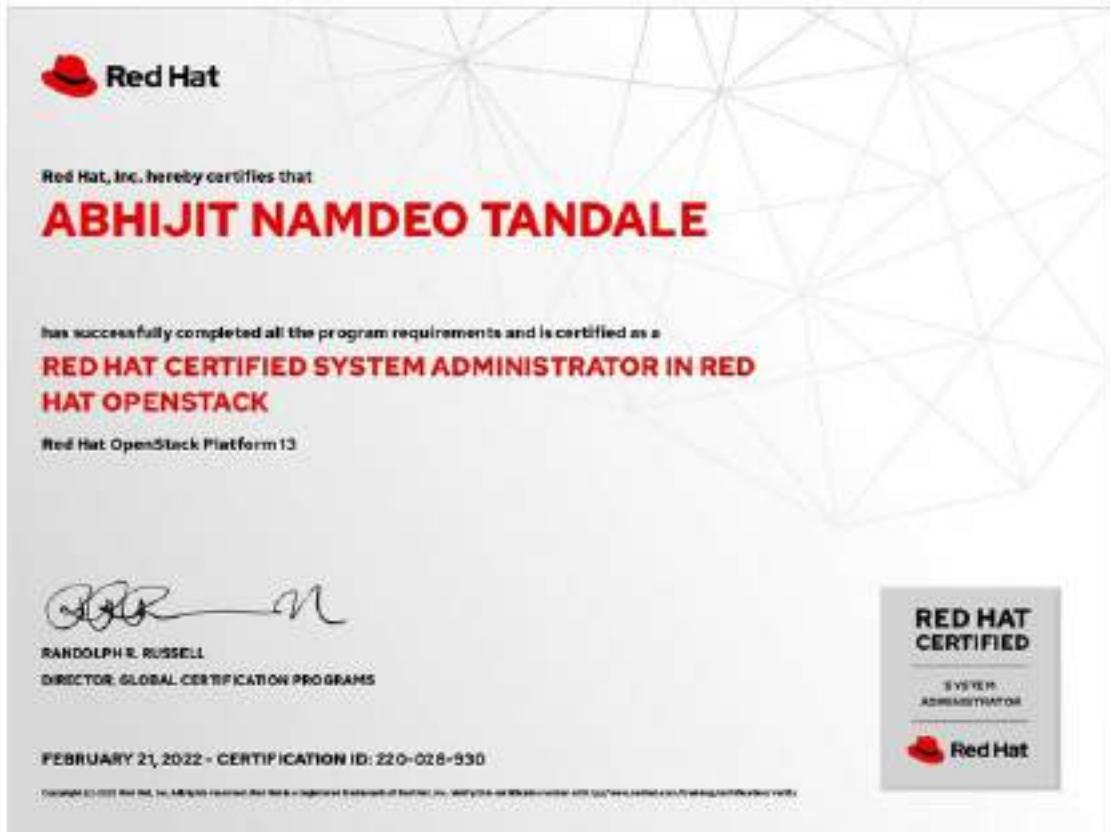 Red Hat
Red Hat, Inc. hereby certifies that
ABHIJIT NAMDEO TANDALE
has successfully completed all the program requirements and is certified as a
RED HAT CERTIFIED SYSTEM ADMINISTRATOR IN RED
HAT OPENSTACK
Red Hat OpenStack Platform 13
RANDOLPH R. RUSSELL
DIRECTOR, GLOBAL CERTIFICATION PROGRAMS
FEBRUARY 21, 2022 - CERTIFICATION ID: 220-028-930
RED HAT
CERTIFIED
SYSTEM
ADMINISTRATOR
Red Hat